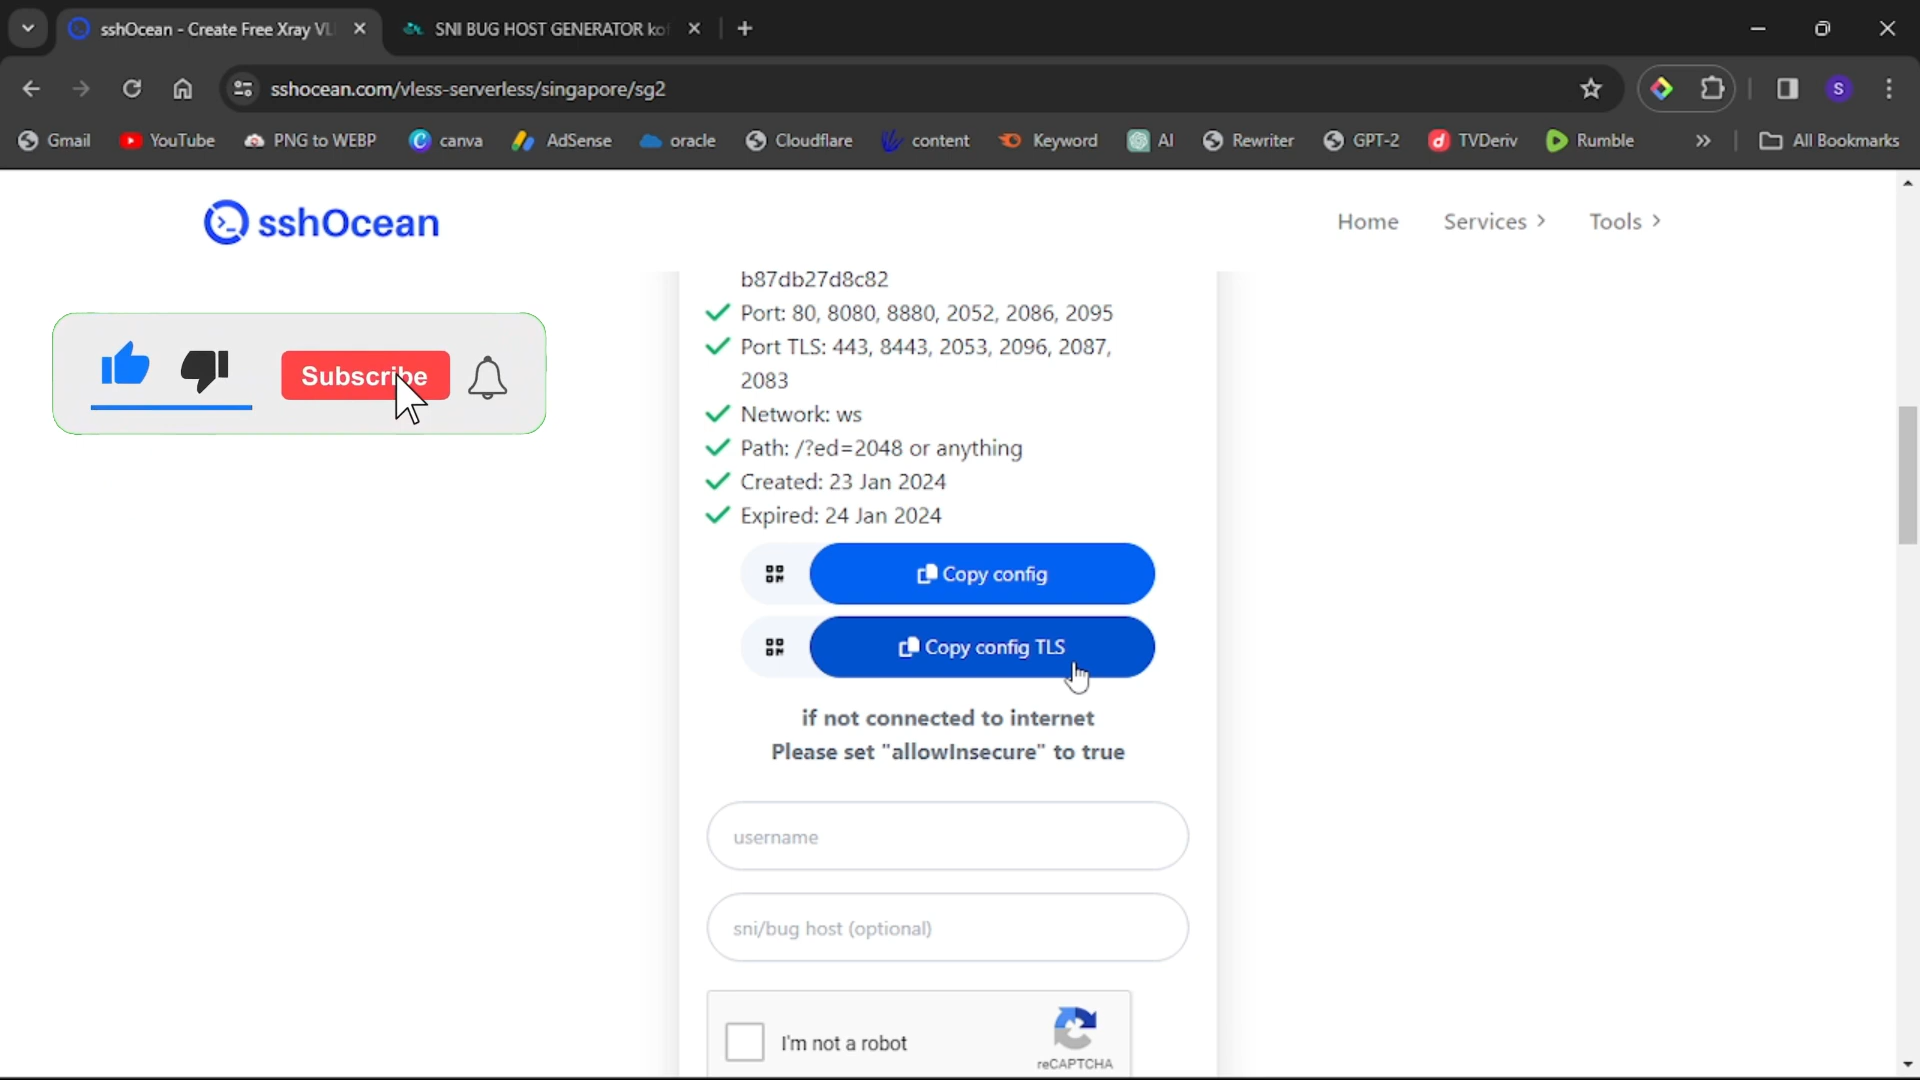 sshOcean - Create Free Xray VL
SNI BUG HOST GENERATOR ko
sshocean.com/vless-serverless/singapore/sg2
S
Gmail
YouTube
PNG to WEBP
canva
AdSense
oracle
Cloudflare
content
Keyword
AI
Rewriter
GPT-2
TVDeriv
Rumble
All Bookmarks
sshOcean
Home
Services
Tools
b87db27d8c82
Port: 80, 8080, 8880, 2052, 2086, 2095
Port TLS: 443, 8443, 2053, 2096, 2087,
2083
Network: ws
Path: /?ed=2048 or anything
Created: 23 Jan 2024
Expired: 24 Jan 2024
Subscribe
Copy config
Copy config TLS
if not connected to internet
Please set "allowInsecure" to true
username
sni/bug host (optional)
I'm not a robot
reCAPTCHA